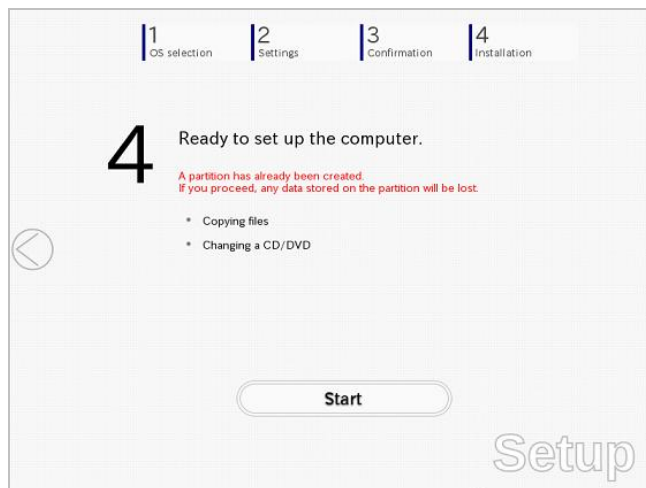 1
OS selection
2
Settings
3
Confirmation
4
Installation
4
Ready to set up the computer.
A partition has already been created.
If you proceed, any data stored on the partition will be lost.
• Copying files
• Changing a CD/DVD
Start
Setup